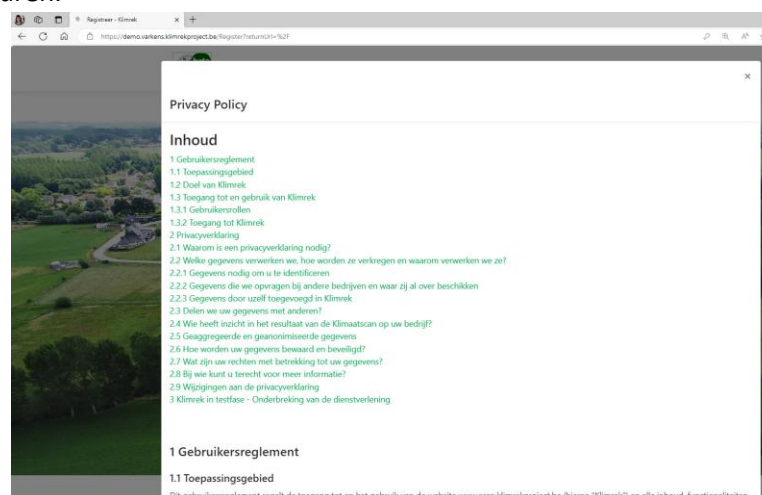 Registreer - Klimrek
https://demo.varkens.klimrekproject.be/Register?returnUrl=%2F
Privacy Policy
Inhoud
1 Gebruikersreglement
1.1 Toepassingsgebied
1.2 Doel van Klimrek
1.3 Toegang tot en gebruik van Klimrek
1.3.1 Gebruikersrollen
1.3.2 Toegang tot Klimrek
2 Privacyverklaring
2.1 Waarom is een privacyverklaring nodig?
2.2 Welke gegevens verwerken we, hoe worden ze verkregen en waarom verwerken we ze?
2.2.1 Gegevens nodig om u te identificeren
2.2.2 Gegevens die we opvragen bij andere bedrijven en waar zij al over beschikken
2.2.3 Gegevens door uzelf toegevoegd in Klimrek
2.3 Delen we uw gegevens met anderen?
2.4 Wie heeft inzicht in het resultaat van de Klimaatscan op uw bedrijf?
2.5 Geaggregeerde en geanonimiseerde gegevens
2.6 Hoe worden uw gegevens bewaard en beveiligd?
2.7 Wat zijn uw rechten met betrekking tot uw gegevens?
2.8 Bij wie kunt u terecht voor meer informatie?
2.9 Wijzigingen aan de privacyverklaring
3 Klimrek in testfase - Onderbreking van de dienstverlening
1 Gebruikersreglement
1.1 Toepassingsgebied